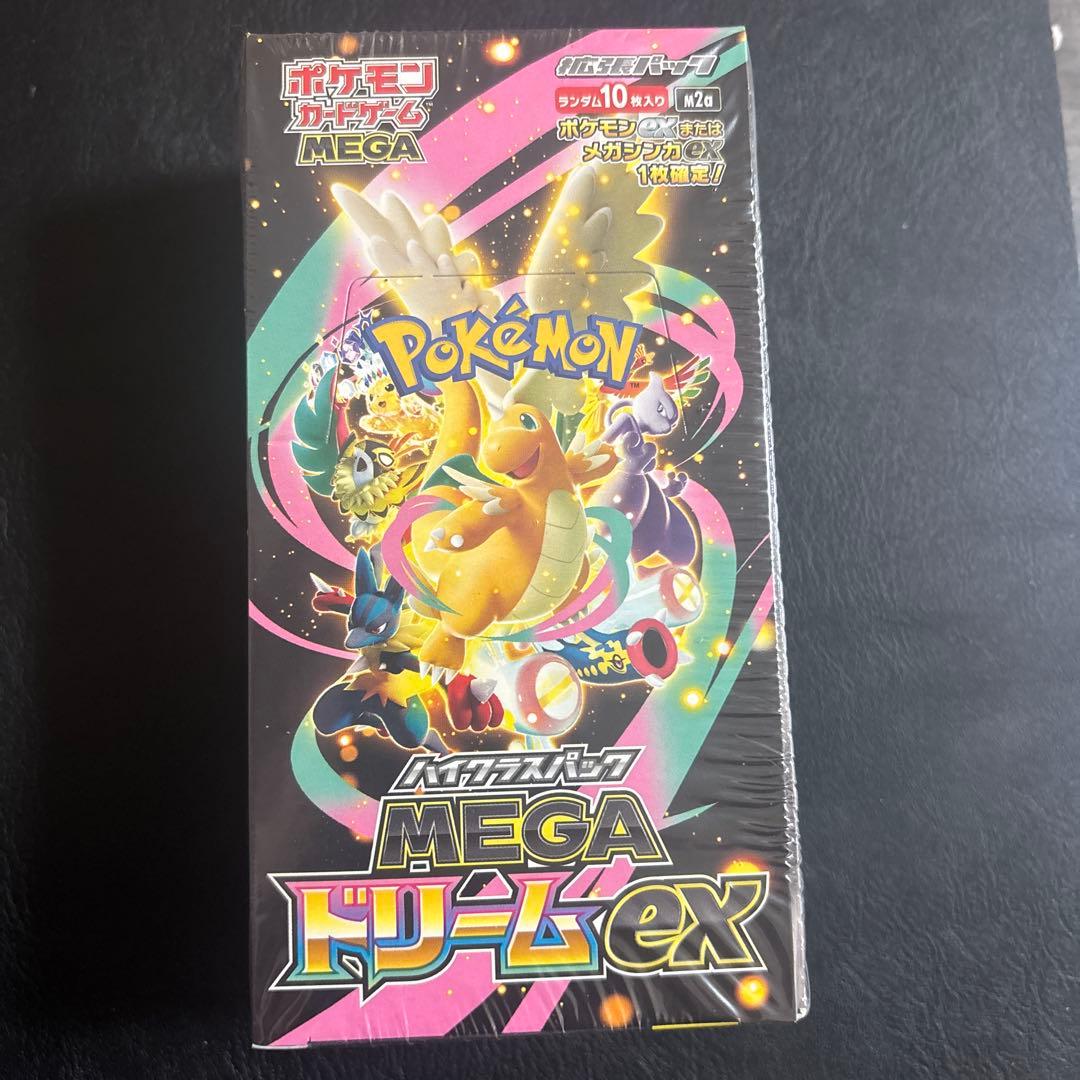 ポケモン
カードゲーム
MEGA
拡張パック
ランダム10枚入り M2a
ポケモンexまたは
メガシンカex
1枚確定!
POKéMON
TM
ハイクラスパック
MEGA
ドリームex